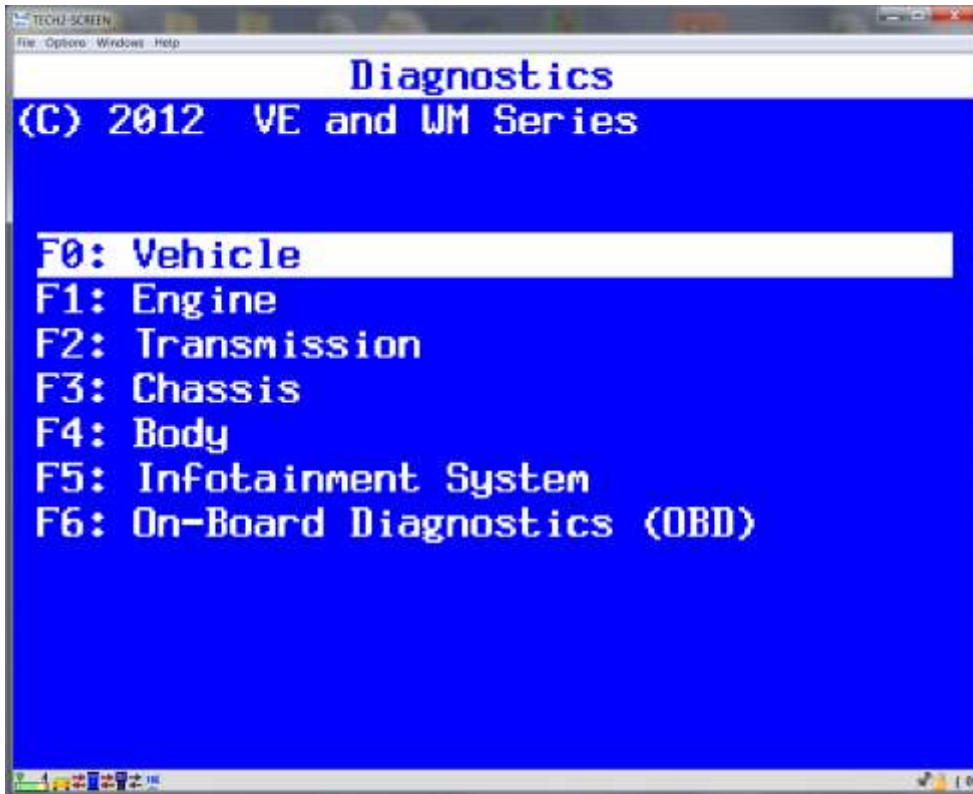 TECH2-SCREEN
File Options Windows Help
Diagnostics
(C) 2012 VE and WM Series
F0: Vehicle
F1: Engine
F2: Transmission
F3: Chassis
F4: Body
F5: Infotainment System
F6: On-Board Diagnostics (OBD)